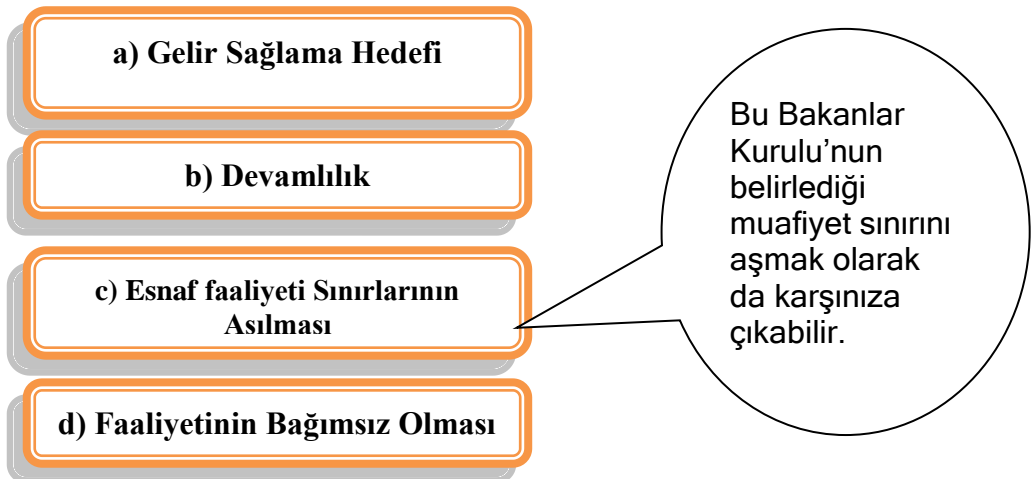 a) Gelir Sağlama Hedefi
b) Devamlılık
c) Esnaf faaliyeti Sınırlarının
Asılması
d) Faaliyetinin Bağımsız Olması
Bu Bakanlar
Kurulu’nun
belirlediği
muafiyet sınırını
aşmak olarak
da karşınıza
çıkabilir.